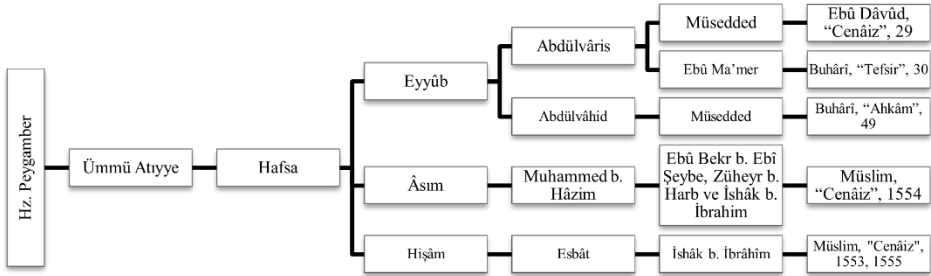 Hz. Peygamber
Ümmü Atıyye
Hafsa
Eyyûb
Abdülvâris
Müsedded
Ebû Dâvûd,
“Cenâiz”, 29
Ebû Ma’mer
Buhârî, “Tefsir”, 30
Abdülvâhid
Müsedded
Buhârî, “Ahkâm”,
49
Âsım
Muhammed b.
Hâzim
Ebû Bekr b. Ebî
Şeybe, Züheyr b.
Harb ve İshâk b.
İbrahim
Müslim,
“Cenâiz”, 1554
Hişâm
Esbât
İshâk b. İbrâhîm
Müslim, "Cenâiz",
1553, 1555